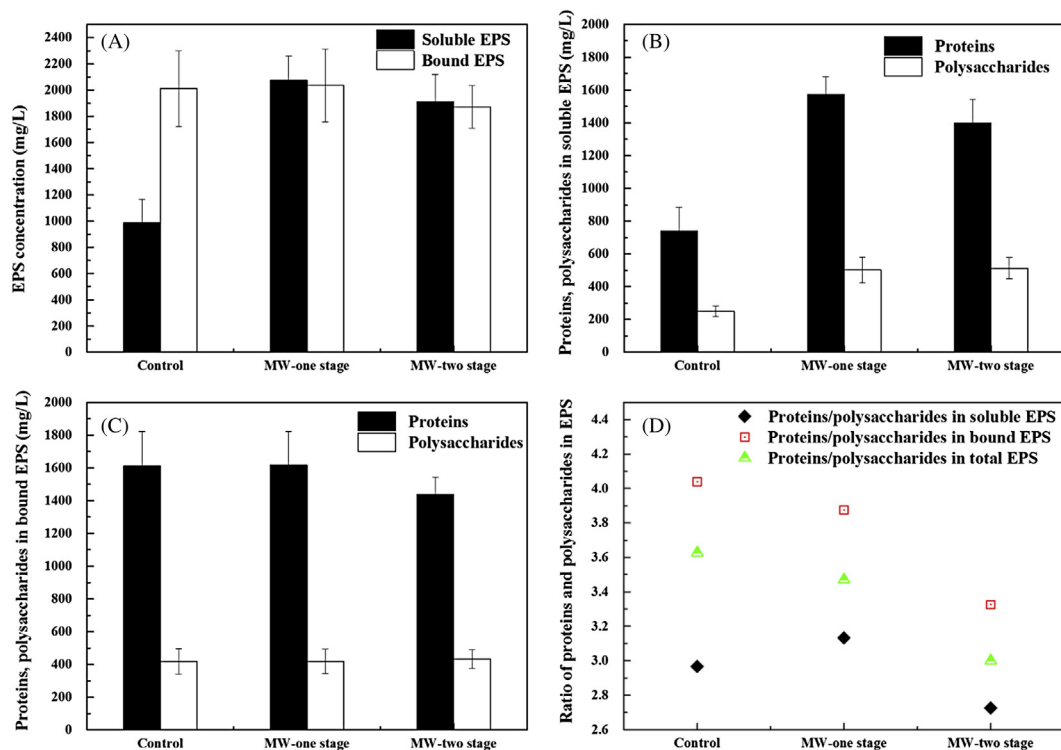 (A)
Soluble EPS
Bound EPS
EPS concentration (mg/L)
2400
2200
2000
1800
1600
1400
1200
1000
800
600
400
200
0
Control
MW-one stage
MW-two stage
(B)
Proteins
Polysaccharides
Proteins, polysaccharides in soluble EPS (mg/L)
2000
1800
1600
1400
1200
1000
800
600
400
200
0
Control
MW-one stage
MW-two stage
(C)
Proteins
Polysaccharides
Proteins, polysaccharides in bound EPS (mg/L)
2000
1800
1600
1400
1200
1000
800
600
400
200
0
Control
MW-one stage
MW-two stage
(D)
Proteins/polysaccharides in soluble EPS
Proteins/polysaccharides in bound EPS
Proteins/polysaccharides in total EPS
Ratio of proteins and polysaccharides in EPS
4.4
4.2
4.0
3.8
3.6
3.4
3.2
3.0
2.8
2.6
Control
MW-one stage
MW-two stage